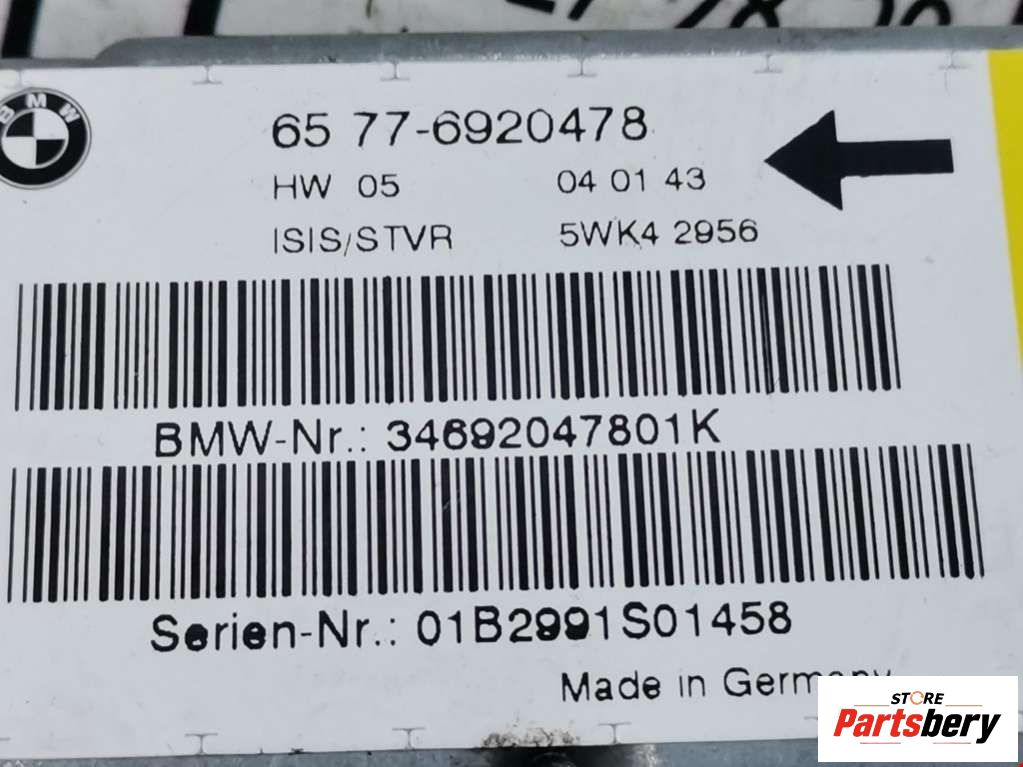 BMW
65 77-6920478
HW 05 04 01 43
ISIS/STVR 5WK4 2956
BMW-Nr.: 34692047801K
Serien-Nr.: 01B2991S01458
Made in Germany
STORE
Partsbery